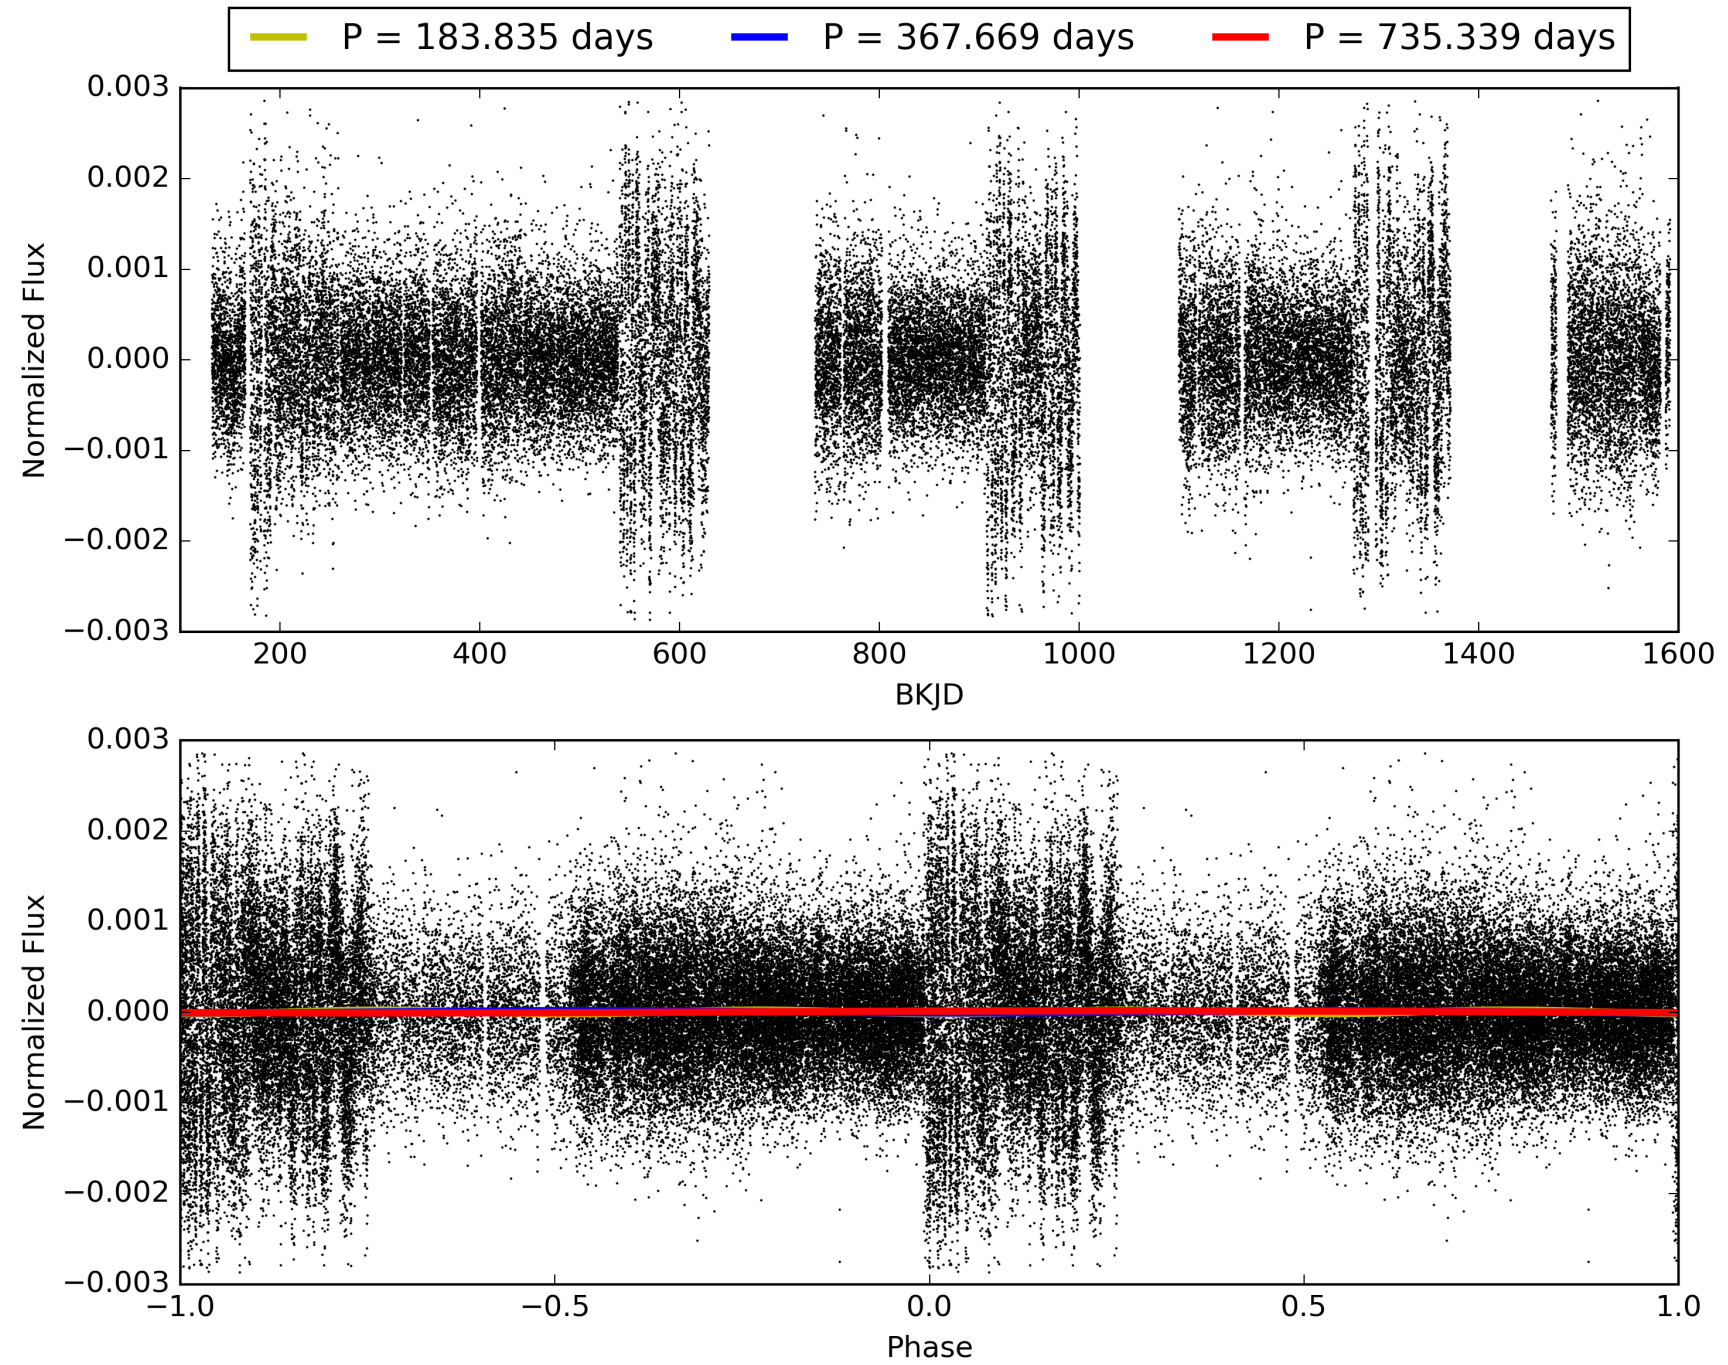 P = 183.835 days P = 367.669 days P = 735.339 days
0.003
0.002
0.001
0.000
−0.001
−0.002
−0.003
Normalized Flux
200 400 600 800 1000 1200 1400 1600
BKJD
0.003
0.002
0.001
0.000
−0.001
−0.002
−0.003
Normalized Flux
−1.0 −0.5 0.0 0.5 1.0
Phase